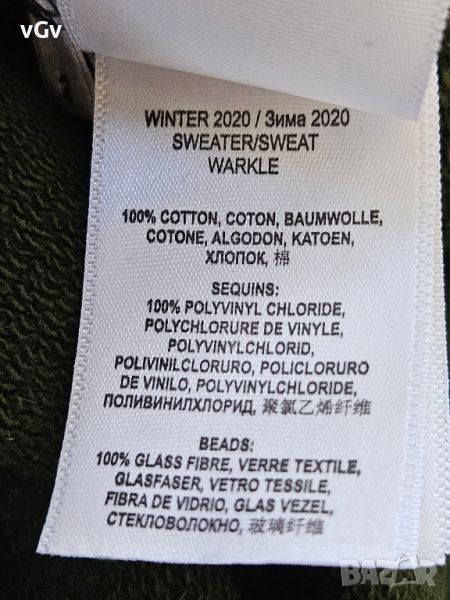 vGv
WINTER 2020 / Зима 2020
SWEATER/SWEAT
WARKLE
100% COTTON, COTON, BAUMWOLLE,
COTONE, ALGODON, KATOEN,
ХЛОПОК, 棉
SEQUINS:
100% POLYVINYL CHLORIDE,
POLYCHLORURE DE VINYLE,
POLYVINYLCHLORID,
POLIVINILCLORURO, POLICLORURO
DE VINILO, POLYVINYLCHLORIDE,
ПОЛИВИНИЛХЛОРИД, 聚氯乙烯纤维
BEADS:
100% GLASS FIBRE, VERRE TEXTILE,
GLASFASER, VETRO TESSILE,
FIBRA DE VIDRIO, GLAS VEZEL,
СТЕКЛОВОЛОКНО, 玻璃纤维
BAZAR